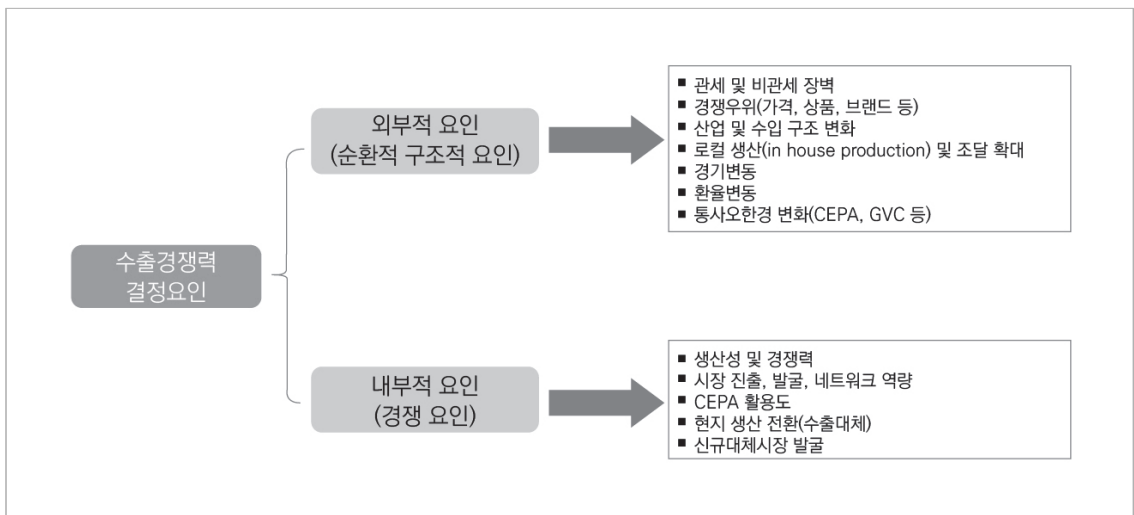 수출경쟁력
결정요인
외부적 요인
(순환적 구조적 요인)
■ 관세 및 비관세 장벽
■ 경쟁우위(가격, 상품, 브랜드 등)
■ 산업 및 수입 구조 변화
■ 로컬 생산(in house production) 및 조달 확대
■ 경기변동
■ 환율변동
■ 통사오한경 변화(CEPA, GVC 등)
내부적 요인
(경쟁 요인)
■ 생산성 및 경쟁력
■ 시장 진출, 발굴, 네트워크 역량
■ CEPA 활용도
■ 현지 생산 전환(수출대체)
■ 신규대체시장 발굴